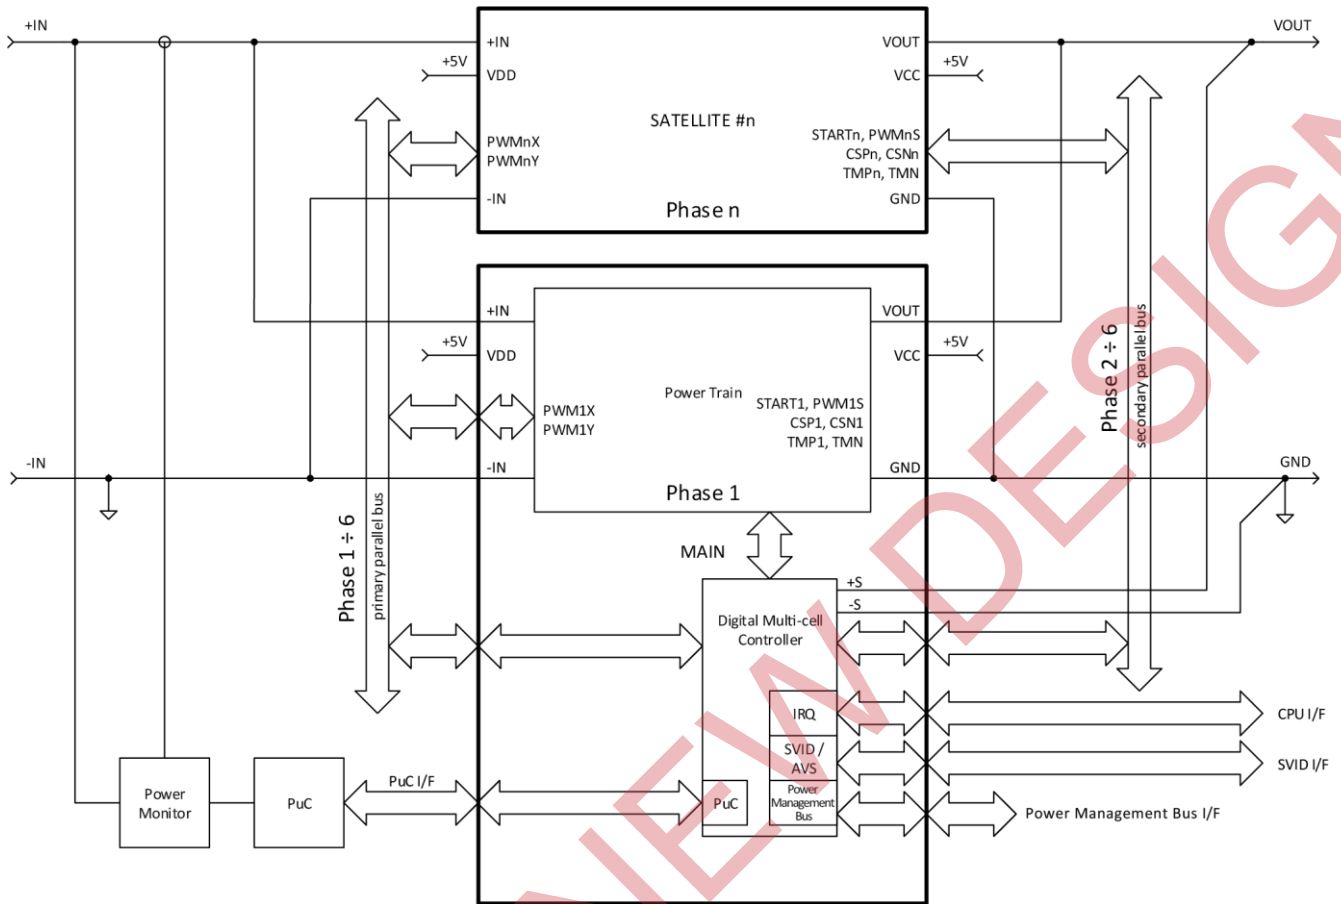 +IN
+IN
+5V
VDD
PWMnX
PWMnY
-IN
SATELLITE #n
Phase n
VOUT
+5V
VCC
STARTn, PWMnS
CSPn, CSNn
TMPn, TMN
GND
VOUT
+IN
+5V
VDD
PWM1X
PWM1Y
-IN
-IN
Power Train
START1, PWM1S
CSP1, CSN1
TMP1, TMN
Phase 1
VOUT
+5V
VCC
GND
GND
Phase 1 ÷ 6
primary parallel bus
Phase 2 ÷ 6
secondary parallel bus
MAIN
+S
-S
Digital Multi-cell
Controller
IRQ
SVID /
AVS
Power
Management
Bus
PuC
CPU I/F
SVID I/F
Power Management Bus I/F
Power
Monitor
PuC
PuC I/F
NEW DESIGN